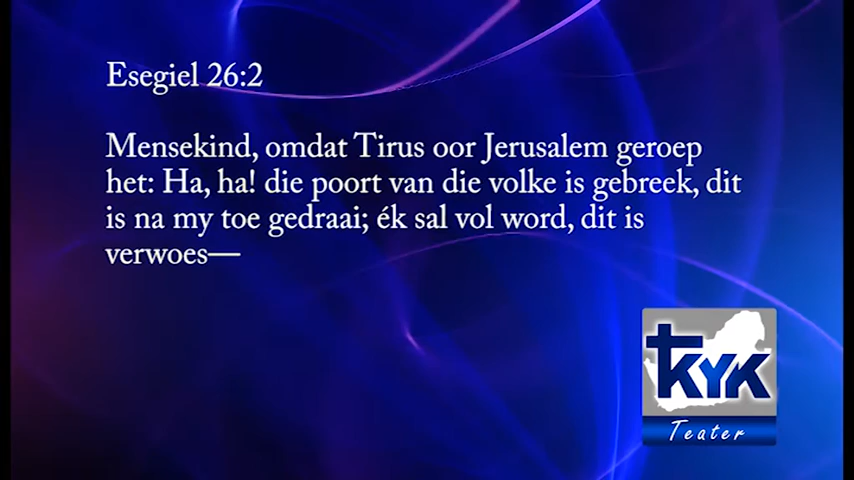 Esegiel 26:2
Mensekind, omdat Tirus oor Jerusalem geroep
het: Ha, ha! die poort van die volke is gebreek, dit
is na my toe gedraai; ék sal vol word, dit is
verwoes—
KYK
Teater